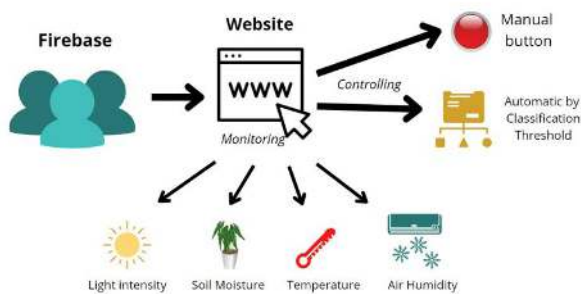 Firebase
Website
WWW
Manual
button
Controlling
Automatic by
Classification
Threshold
Monitoring
Light intensity
Soil Moisture
Temperature
Air Humidity